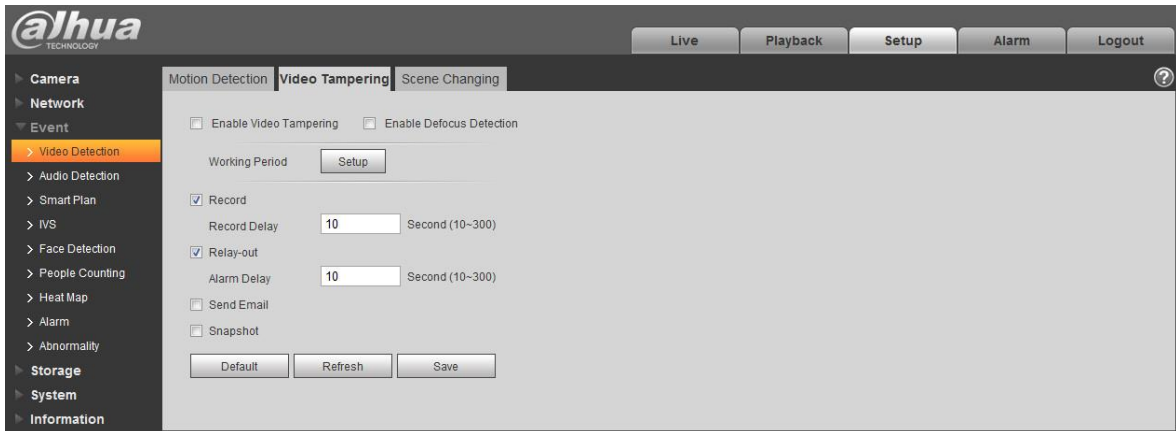 alhua
TECHNOLOGY
Live Playback Setup Alarm Logout
Camera
Network
Event
Video Detection
Audio Detection
Smart Plan
IVS
Face Detection
People Counting
Heat Map
Alarm
Abnormality
Storage
System
Information
Motion Detection Video Tampering Scene Changing
?
Enable Video Tampering Enable Defocus Detection
Working Period Setup
Record
Record Delay 10 Second (10~300)
Relay-out
Alarm Delay 10 Second (10~300)
Send Email
Snapshot
Default Refresh Save